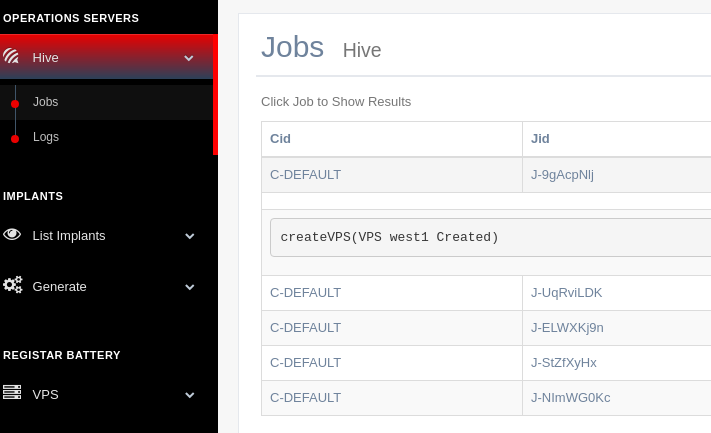 OPERATIONS SERVERS
Hive
Jobs
Logs
IMPLANTS
List Implants
Generate
REGISTAR BATTERY
VPS
Jobs Hive
Click Job to Show Results
Cid Jid
C-DEFAULT J-9gAcpNlj
createVPS(VPS west1 Created)
C-DEFAULT J-UqRviLDK
C-DEFAULT J-ELWXKj9n
C-DEFAULT J-StZfXyHx
C-DEFAULT J-NImWG0Kc